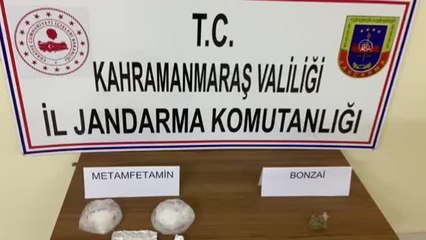 T.C.
KAHRAMANMARAŞ VALİLİĞİ
İL JANDARMA KOMUTANLIĞI
METAMFETAMİN
BONZAİ